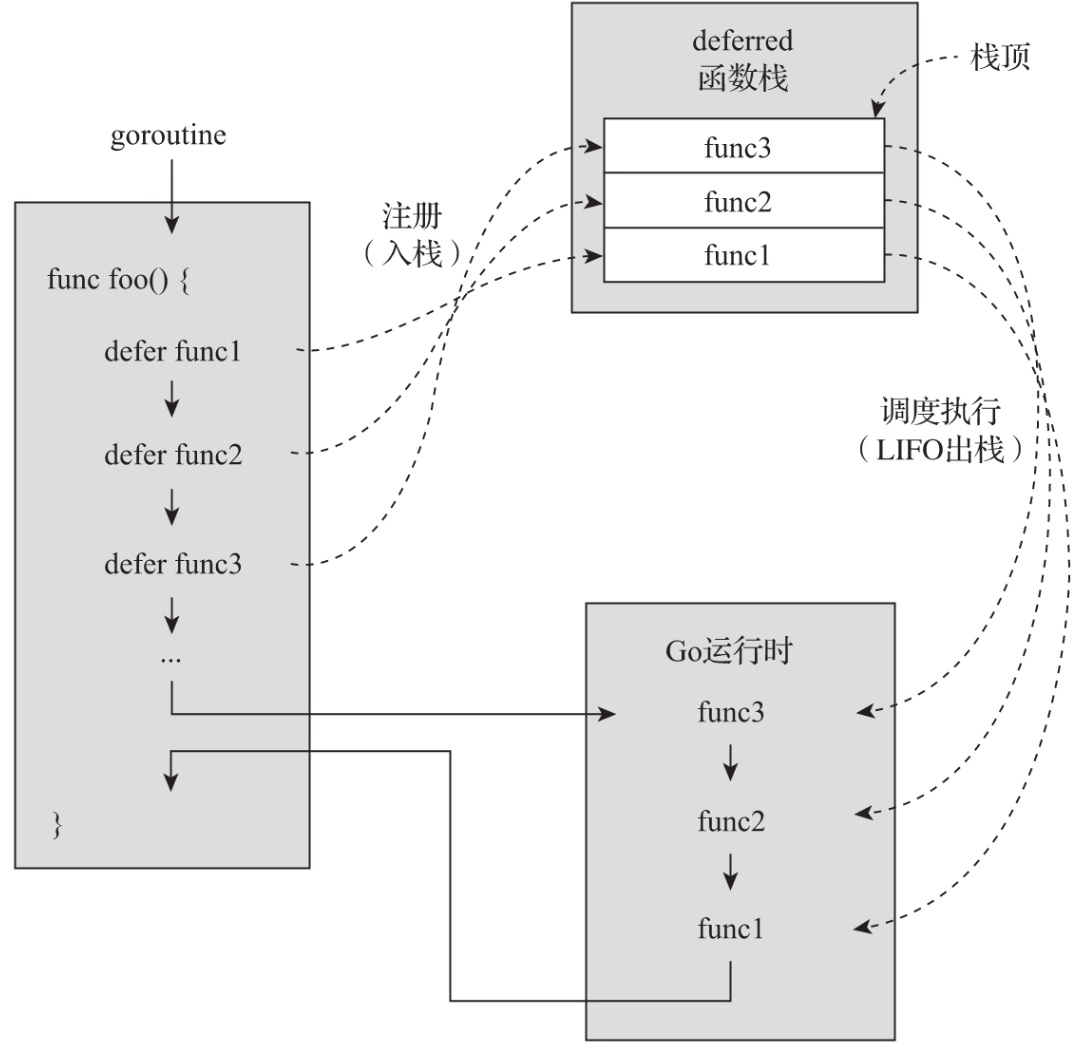 deferred
函数栈
栈顶
func3
func2
func1
goroutine
注册
（入栈）
func foo() {
defer func1
defer func2
defer func3
...
}
调度执行
（LIFO出栈）
Go运行时
func3
func2
func1